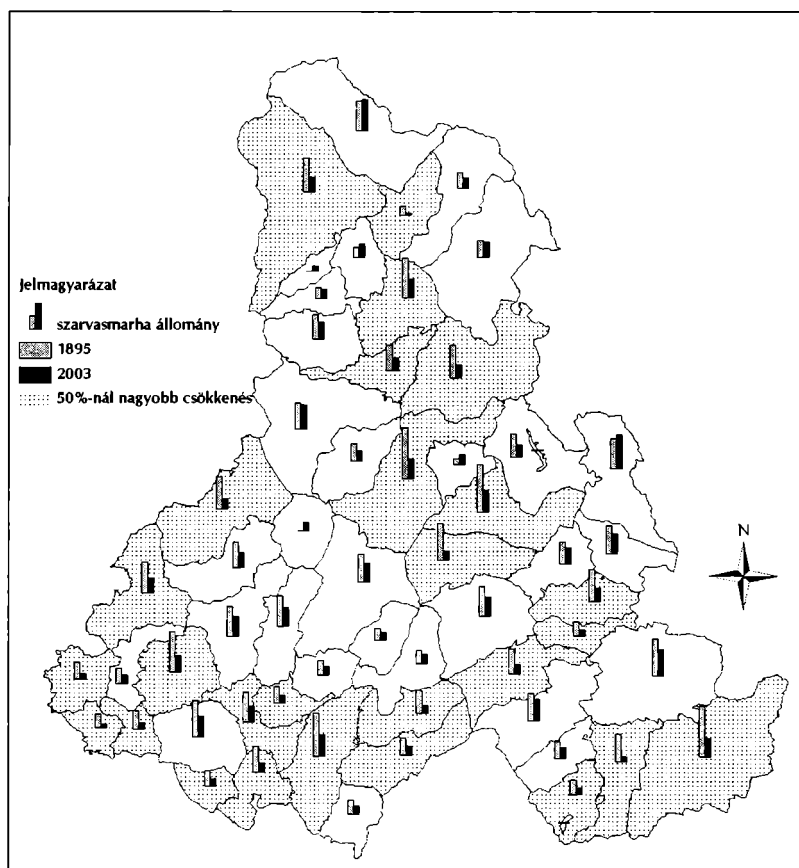 N
Jelmagyarázat
szarvasmarha állomány
1895
2003
50%-nál nagyobb csökkenés